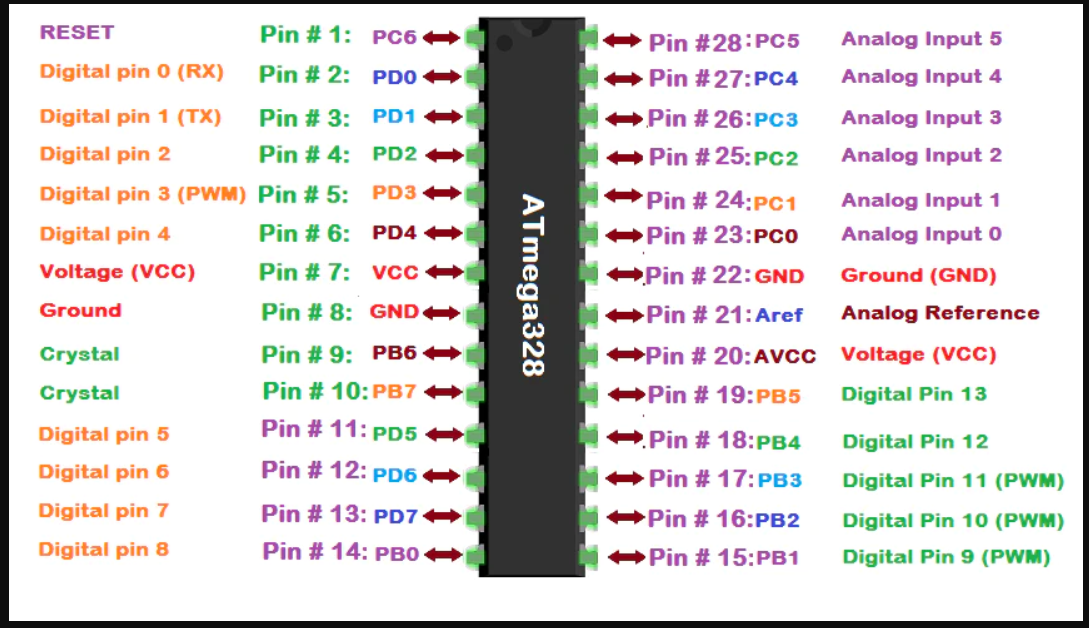 RESET Pin # 1: PC6
Digital pin 0 (RX) Pin # 2: PD0
Digital pin 1 (TX) Pin # 3: PD1
Digital pin 2 Pin # 4: PD2
Digital pin 3 (PWM) Pin # 5: PD3
Digital pin 4 Pin # 6: PD4
Voltage (VCC) Pin # 7: VCC
Ground Pin # 8: GND
Crystal Pin # 9: PB6
Crystal Pin # 10: PB7
Digital pin 5 Pin # 11: PD5
Digital pin 6 Pin # 12: PD6
Digital pin 7 Pin # 13: PD7
Digital pin 8 Pin # 14: PB0
ATmega328
Pin #28:PC5 Analog Input 5
Pin #27:PC4 Analog Input 4
Pin # 26:PC3 Analog Input 3
Pin # 25:PC2 Analog Input 2
Pin # 24:PC1 Analog Input 1
Pin # 23:PC0 Analog Input 0
Pin # 22:GND Ground (GND)
Pin # 21:Aref Analog Reference
Pin # 20:AVCC Voltage (VCC)
Pin # 19:PB5 Digital Pin 13
Pin # 18:PB4 Digital Pin 12
Pin # 17:PB3 Digital Pin 11 (PWM)
Pin # 16:PB2 Digital Pin 10 (PWM)
Pin # 15:PB1 Digital Pin 9 (PWM)